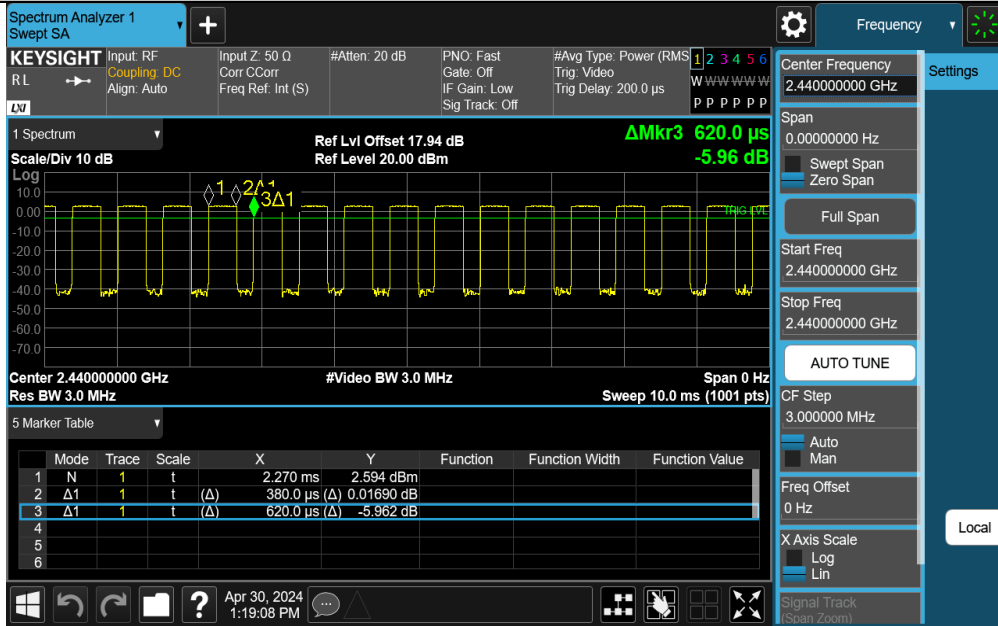 Spectrum Analyzer 1
Swept SA
+
Frequency
KEYSIGHT
RL
LXI
Input: RF
Coupling: DC
Align: Auto
Input Z: 50 Ω
Corr CCorr
Freq Ref: Int (S)
#Atten: 20 dB
PNO: Fast
Gate: Off
IF Gain: Low
Sig Track: Off
#Avg Type: Power (RMS
Trig: Video
Trig Delay: 200.0 µs
1 2 3 4 5 6
W W W W W W
P P P P P P
1 Spectrum
Scale/Div 10 dB
Ref Lvl Offset 17.94 dB
Ref Level 20.00 dBm
ΔMkr3 620.0 µs
-5.96 dB
Log
10.0
0.00
-10.0
-20.0
-30.0
-40.0
-50.0
-60.0
-70.0
1
2Δ1
3Δ1
TRIG LVL
Center 2.440000000 GHz
#Video BW 3.0 MHz
Span 0 Hz
Res BW 3.0 MHz
Sweep 10.0 ms (1001 pts)
5 Marker Table
Mode Trace Scale X Y Function Function Width Function Value
1 N 1 t 2.270 ms 2.594 dBm
2 Δ1 1 t (Δ) 380.0 µs (Δ) 0.01690 dB
3 Δ1 1 t (Δ) 620.0 µs (Δ) -5.962 dB
4
5
6
?
Apr 30, 2024
1:19:08 PM
Center Frequency
2.440000000 GHz
Span
0.00000000 Hz
Swept Span
Zero Span
Full Span
Start Freq
2.440000000 GHz
Stop Freq
2.440000000 GHz
AUTO TUNE
CF Step
3.000000 MHz
Auto
Man
Freq Offset
0 Hz
X Axis Scale
Log
Lin
Signal Track
(Span Zoom)
Settings
Local